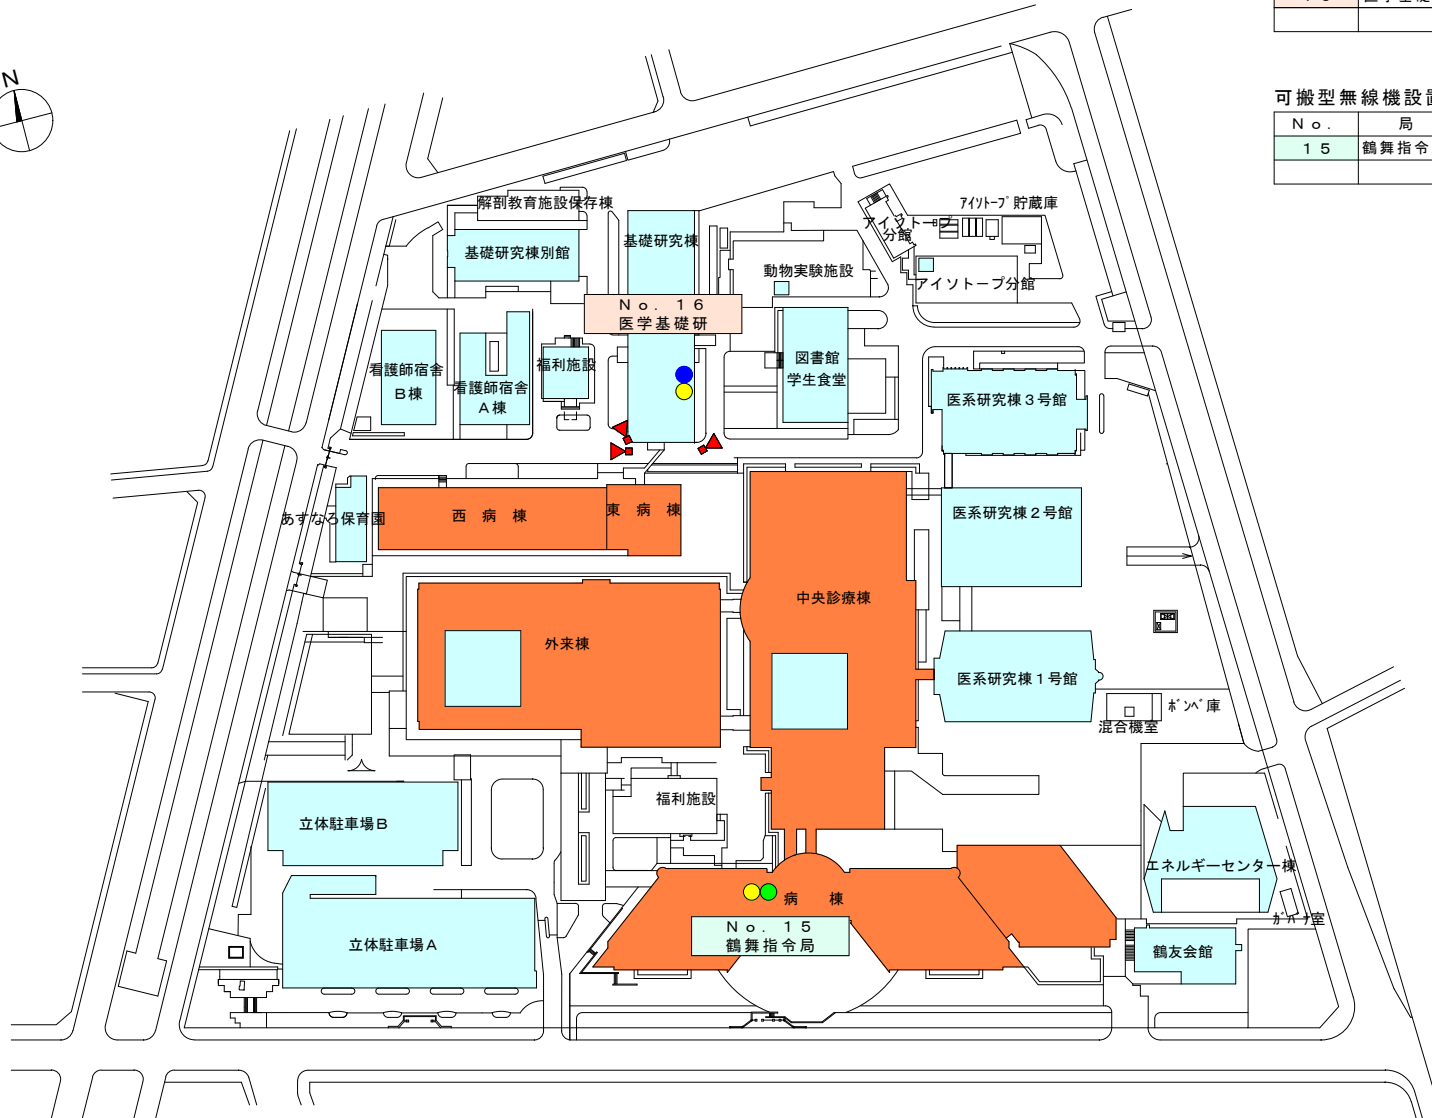 N
可搬型無線機設置
No.
局
15
鶴舞指令
解剖教育施設保存棟
基礎研究棟別館
基礎研究棟
No. 16
医学基礎研
動物実験施設
アイソトープ
分館
アイソトープ貯蔵庫
アイソトープ分館
看護師宿舎
B棟
看護師宿舎
A棟
福利施設
図書館
学生食堂
医系研究棟3号館
あすなろ保育園
西 病 棟
東 病 棟
医系研究棟2号館
中央診療棟
外来棟
医系研究棟1号館
ボンベ庫
混合機室
福利施設
立体駐車場B
エネルギーセンター棟
ガバナ室
病 棟
No. 15
鶴舞指令局
立体駐車場A
鶴友会館